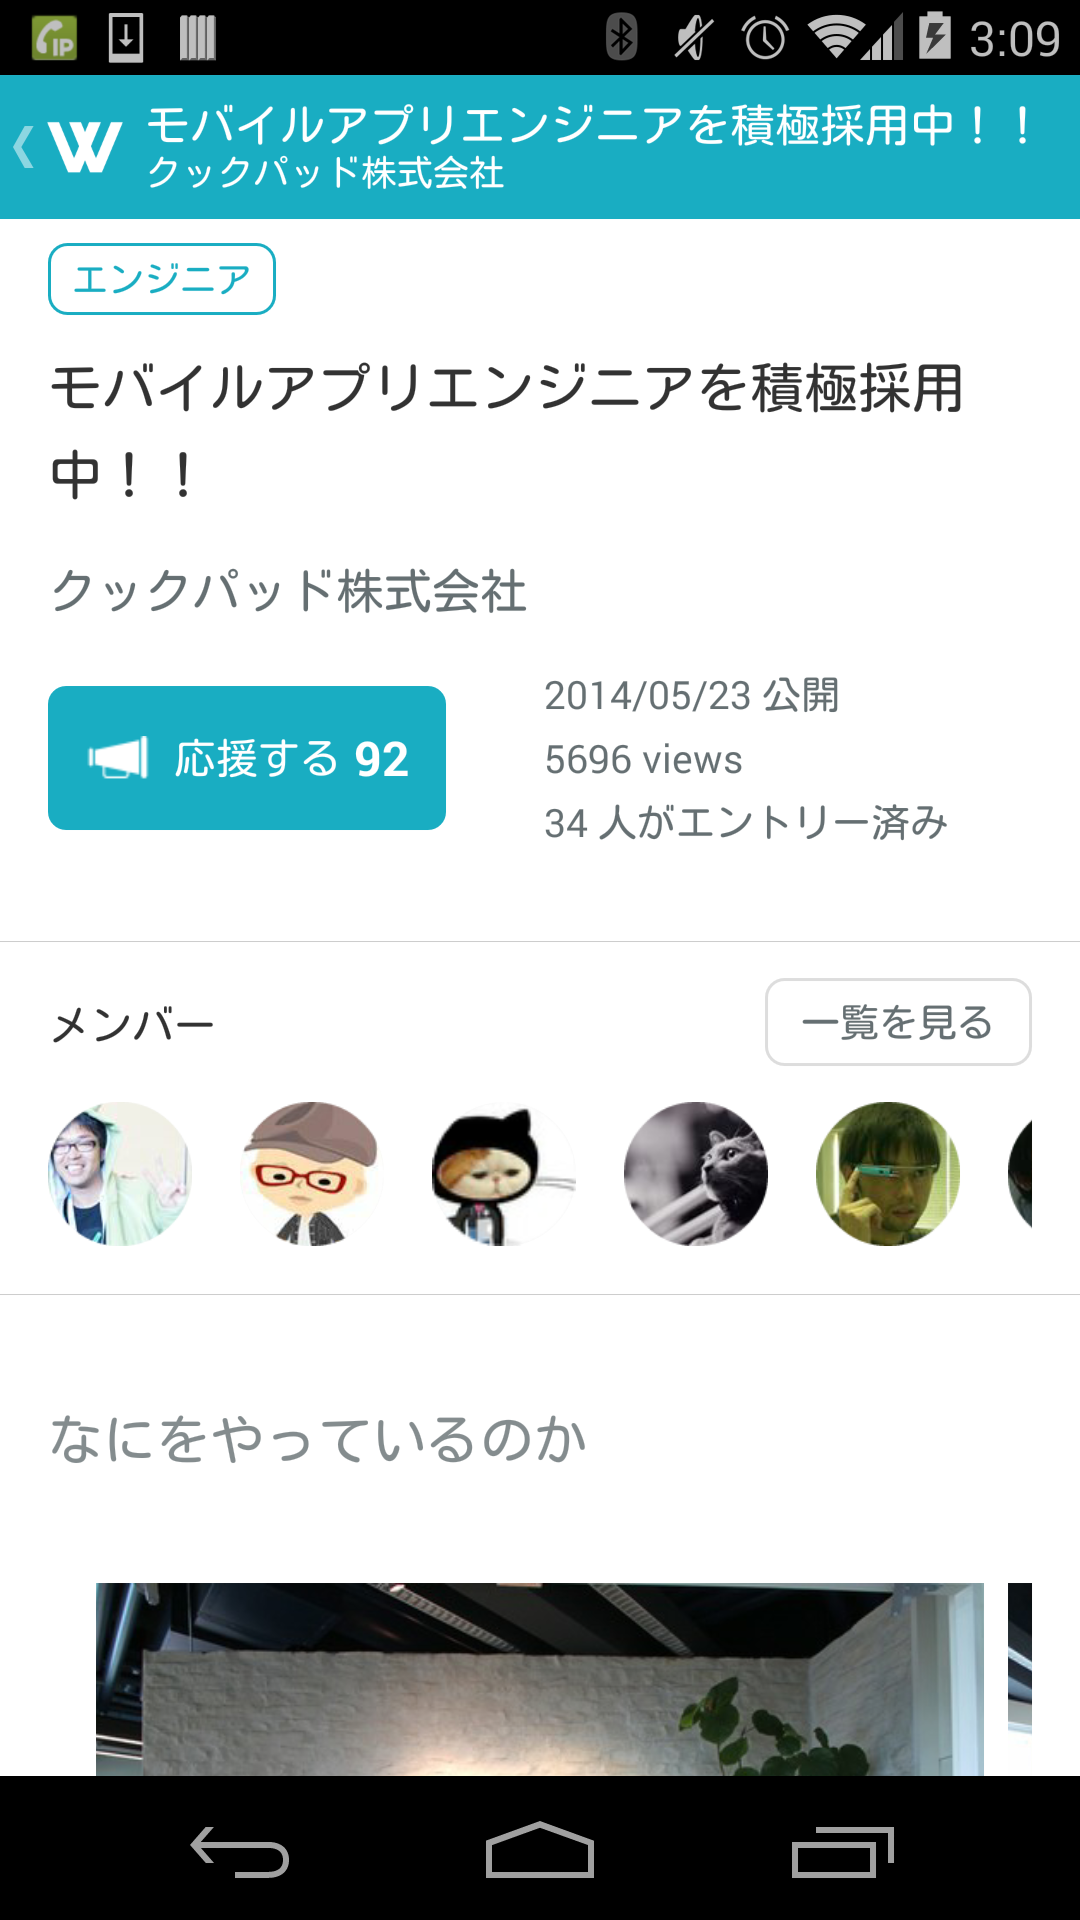 IP
3:09
モバイルアプリエンジニアを積極採用中！！
クックパッド株式会社
エンジニア
モバイルアプリエンジニアを積極採用
中！！
クックパッド株式会社
応援する 92
2014/05/23 公開
5696 views
34 人がエントリー済み
メンバー
一覧を見る
なにをやっているのか